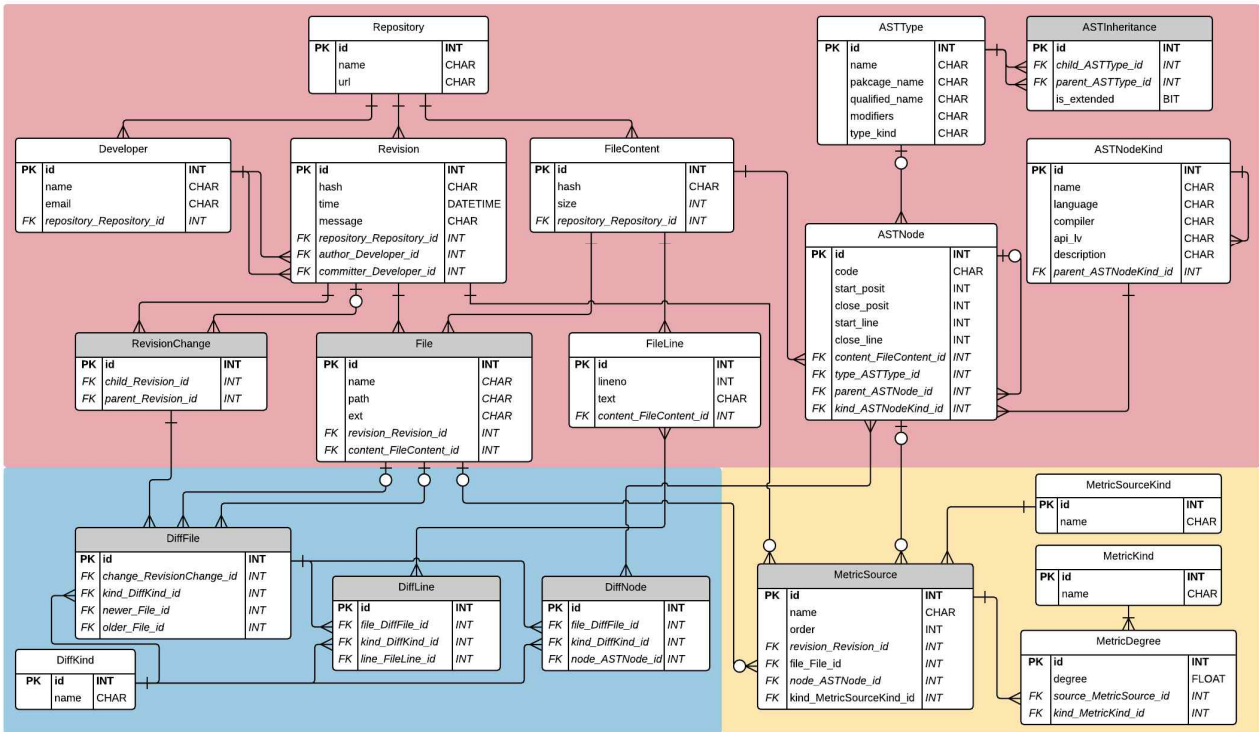 Repository
PK id INT
name CHAR
url CHAR
ASTType
PK id INT
name CHAR
pakcage_name CHAR
qualified_name CHAR
modifiers CHAR
type_kind CHAR
ASTInheritance
PK id INT
FK child_ASTType_id INT
FK parent_ASTType_id INT
is_extended BIT
Developer
PK id INT
name CHAR
email CHAR
FK repository_Repository_id INT
Revision
PK id INT
hash CHAR
time DATETIME
message CHAR
FK repository_Repository_id INT
FK author_Developer_id INT
FK committer_Developer_id INT
FileContent
PK id INT
hash CHAR
size INT
FK repository_Repository_id INT
ASTNodeKind
PK id INT
name CHAR
language CHAR
compiler CHAR
api_lv CHAR
description CHAR
FK parent_ASTNodeKind_id INT
ASTNode
PK id INT
code CHAR
start_posit INT
close_posit INT
start_line INT
close_line INT
FK content_FileContent_id INT
FK type_ASTType_id INT
FK parent_ASTNode_id INT
FK kind_ASTNodeKind_id INT
RevisionChange
PK id INT
FK child_Revision_id INT
FK parent_Revision_id INT
File
PK id INT
name CHAR
path CHAR
ext CHAR
FK revision_Revision_id INT
FK content_FileContent_id INT
FileLine
PK id INT
lineno INT
text CHAR
FK content_FileContent_id INT
DiffFile
PK id INT
FK change_RevisionChange_id INT
FK kind_DiffKind_id INT
FK newer_File_id INT
FK older_File_id INT
DiffLine
PK id INT
FK file_DiffFile_id INT
FK kind_DiffKind_id INT
FK line_FileLine_id INT
DiffNode
PK id INT
FK file_DiffFile_id INT
FK kind_DiffKind_id INT
FK node_ASTNode_id INT
DiffKind
PK id INT
name CHAR
MetricSource
PK id INT
name CHAR
order INT
FK revision_Revision_id INT
FK file_File_id INT
FK node_ASTNode_id INT
FK kind_MetricSourceKind_id INT
MetricSourceKind
PK id INT
name CHAR
MetricKind
PK id INT
name CHAR
MetricDegree
PK id INT
degree FLOAT
FK source_MetricSource_id INT
FK kind_MetricKind_id INT